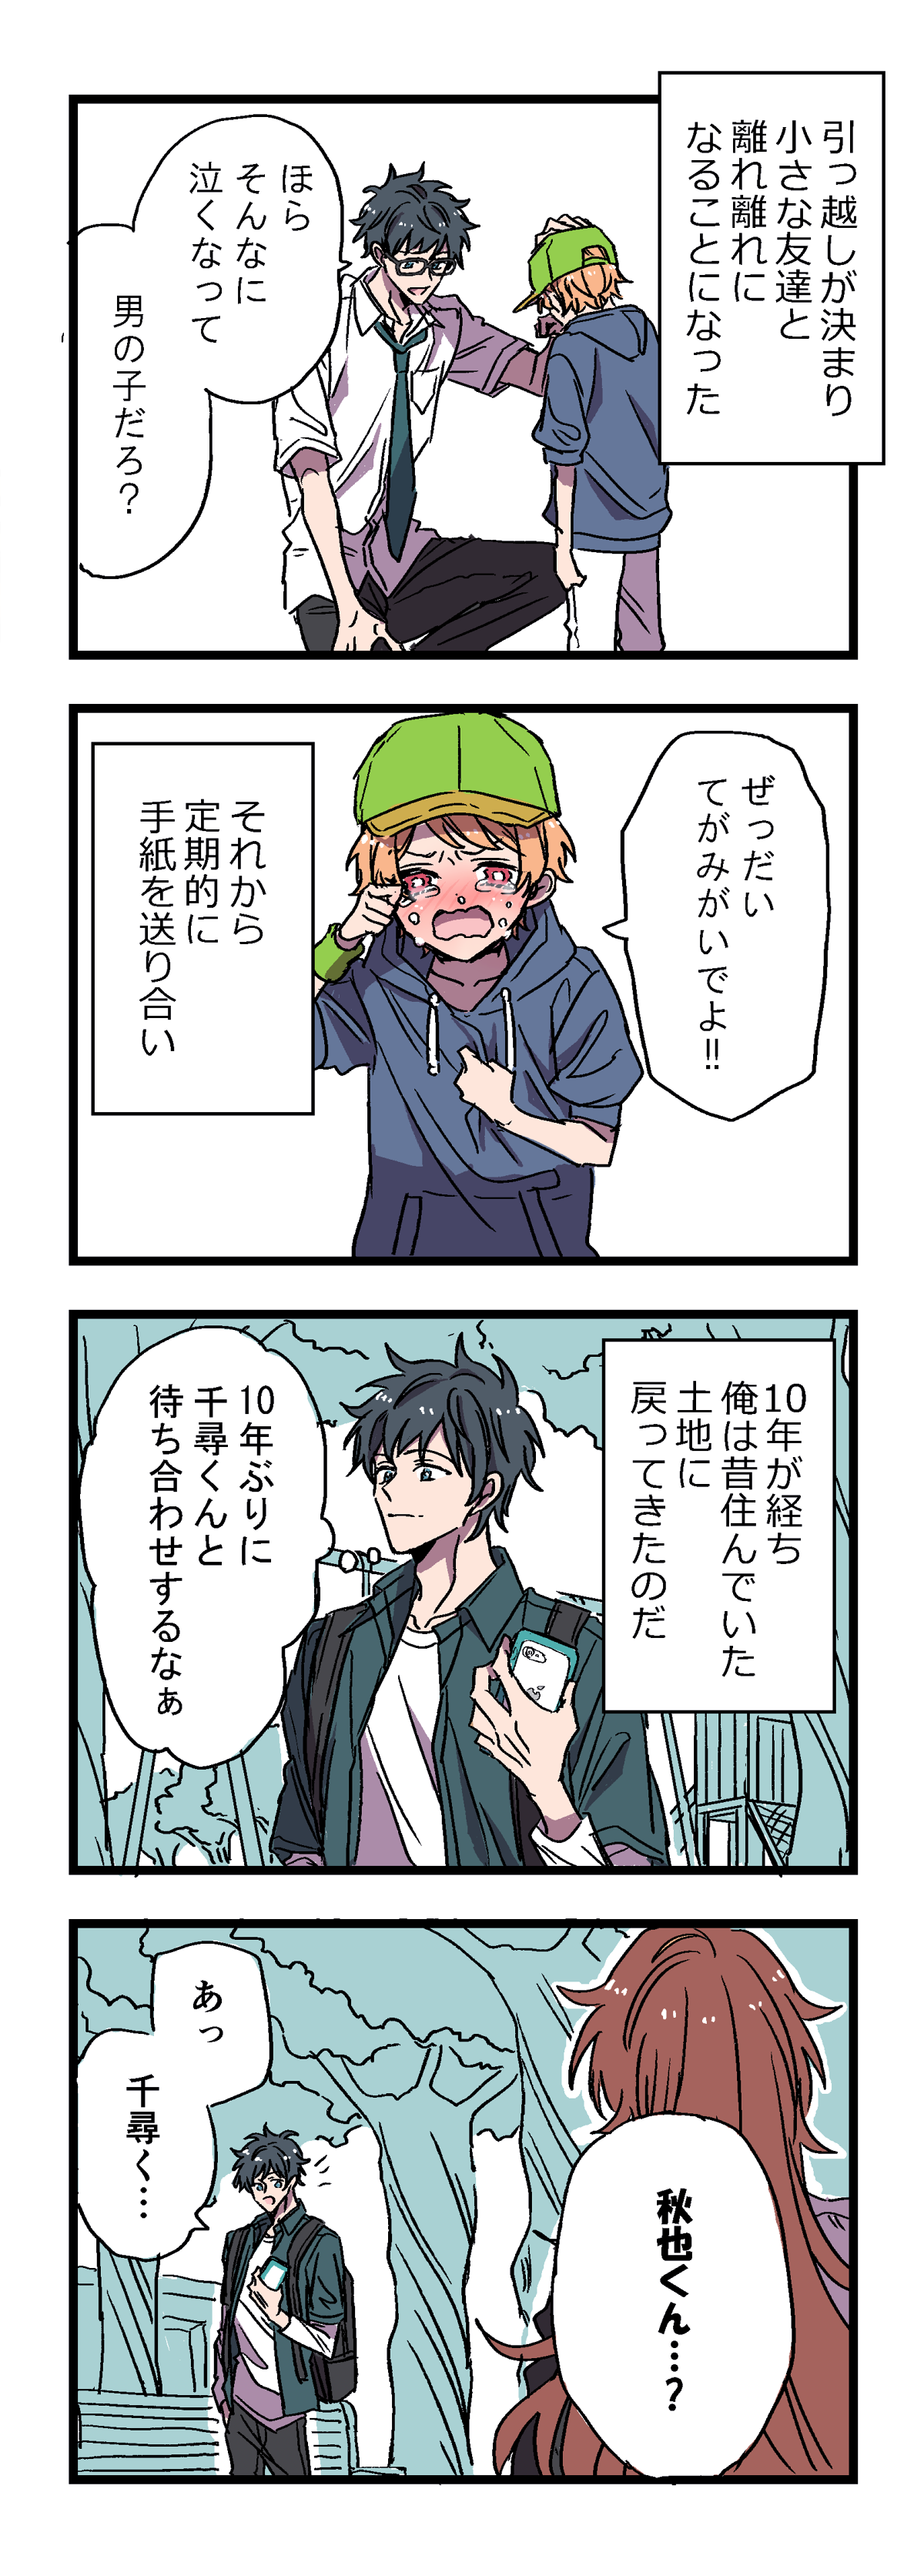 引っ越しが決まり
小さな友達と
離れ離れに
なることになった
ほら
そんなに
泣くなって
男の子だろ？
ぜっだい
てがみがいでよ!!
それから
定期的に
手紙を送り合い
10年が経ち
俺は昔住んでいた
土地に
戻ってきたのだ
10年ぶりに
千尋くんと
待ち合わせするなぁ
秋也くん…？
あっ
千尋く…